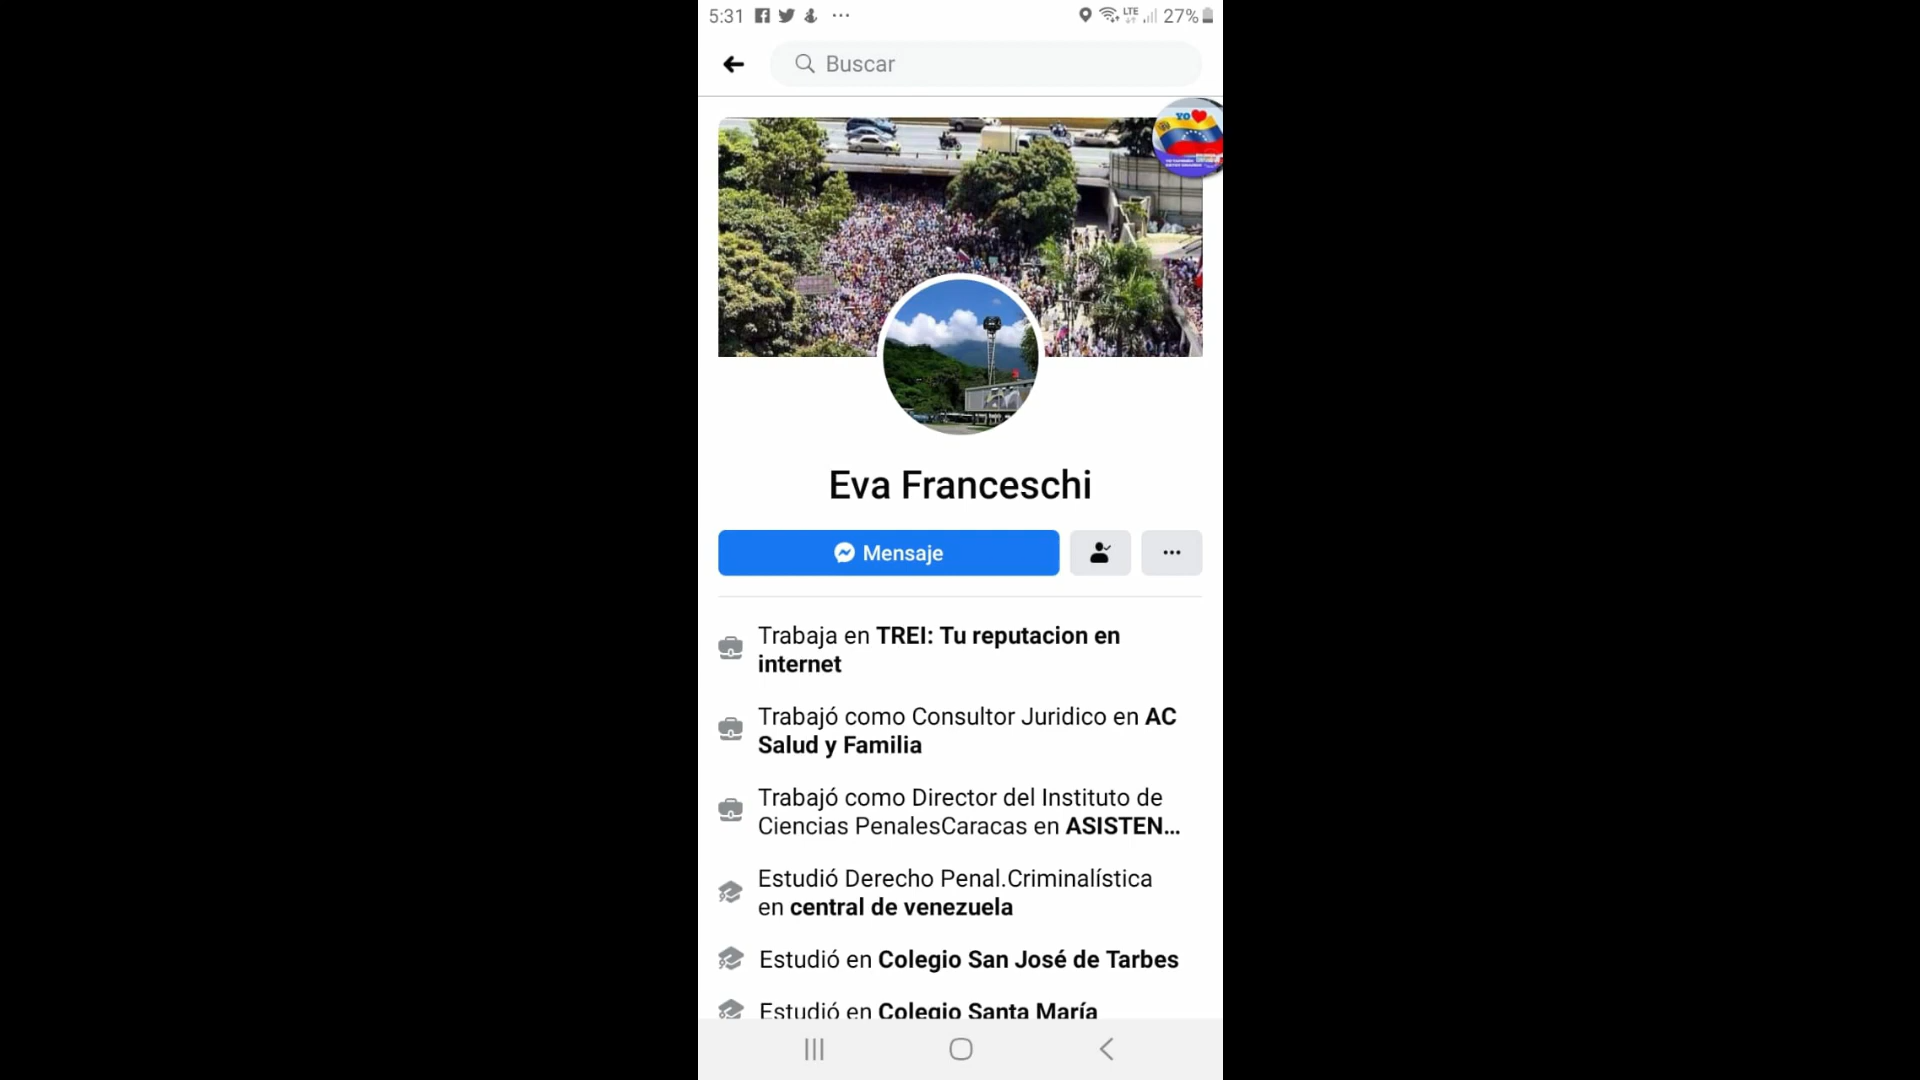 5:31
LTE
27%
Buscar
YO
Eva Franceschi
Mensaje
Trabaja en TREI: Tu reputacion en
internet
Trabajó como Consultor Juridico en AC
Salud y Familia
Trabajó como Director del Instituto de
Ciencias PenalesCaracas en ASISTEN...
Estudió Derecho Penal.Criminalística
en central de venezuela
Estudió en Colegio San José de Tarbes
Estudió en Colegio Santa María